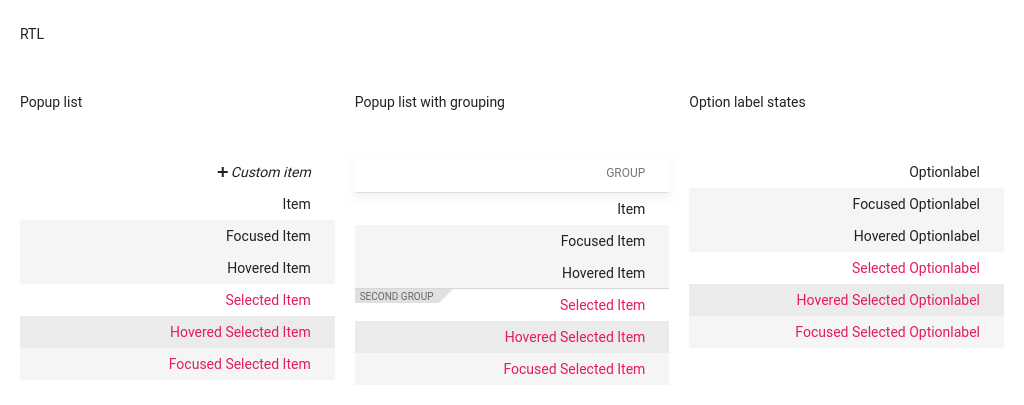 RTL
Popup list
+ Custom item
Item
Focused Item
Hovered Item
Selected Item
Hovered Selected Item
Focused Selected Item
Popup list with grouping
GROUP
Item
Focused Item
Hovered Item
SECOND GROUP
Selected Item
Hovered Selected Item
Focused Selected Item
Option label states
Optionlabel
Focused Optionlabel
Hovered Optionlabel
Selected Optionlabel
Hovered Selected Optionlabel
Focused Selected Optionlabel